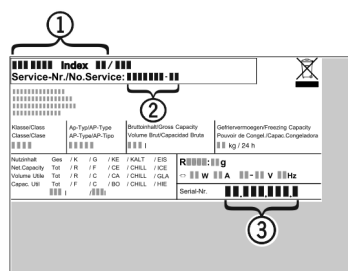 1
Index /
Service-Nr./No.Service: -
2
Klasse/Class Ap-Typ/AP-Type Bruttoinhalt/Gross Capacity Gefriervermoegen/Freezing Capacity
Classe/Clase AP-Type/AP-Tipo Volume Brut/Capacidad Bruta Pouvoir de Congel./Capac.Congeladora
l kg / 24 h
Nutzinhalt Ges / K / G / KE / KALT / EIS
Net.Capacity Tot / R / F / CE / CHILL / ICE
Volume Utile Tot / R / C / CA / CHILL / GLA
Capac. Util Tot / F / C / BO / CHILL / HIE
l / l
R : g
W A - V Hz
Serial-Nr. . . .
3